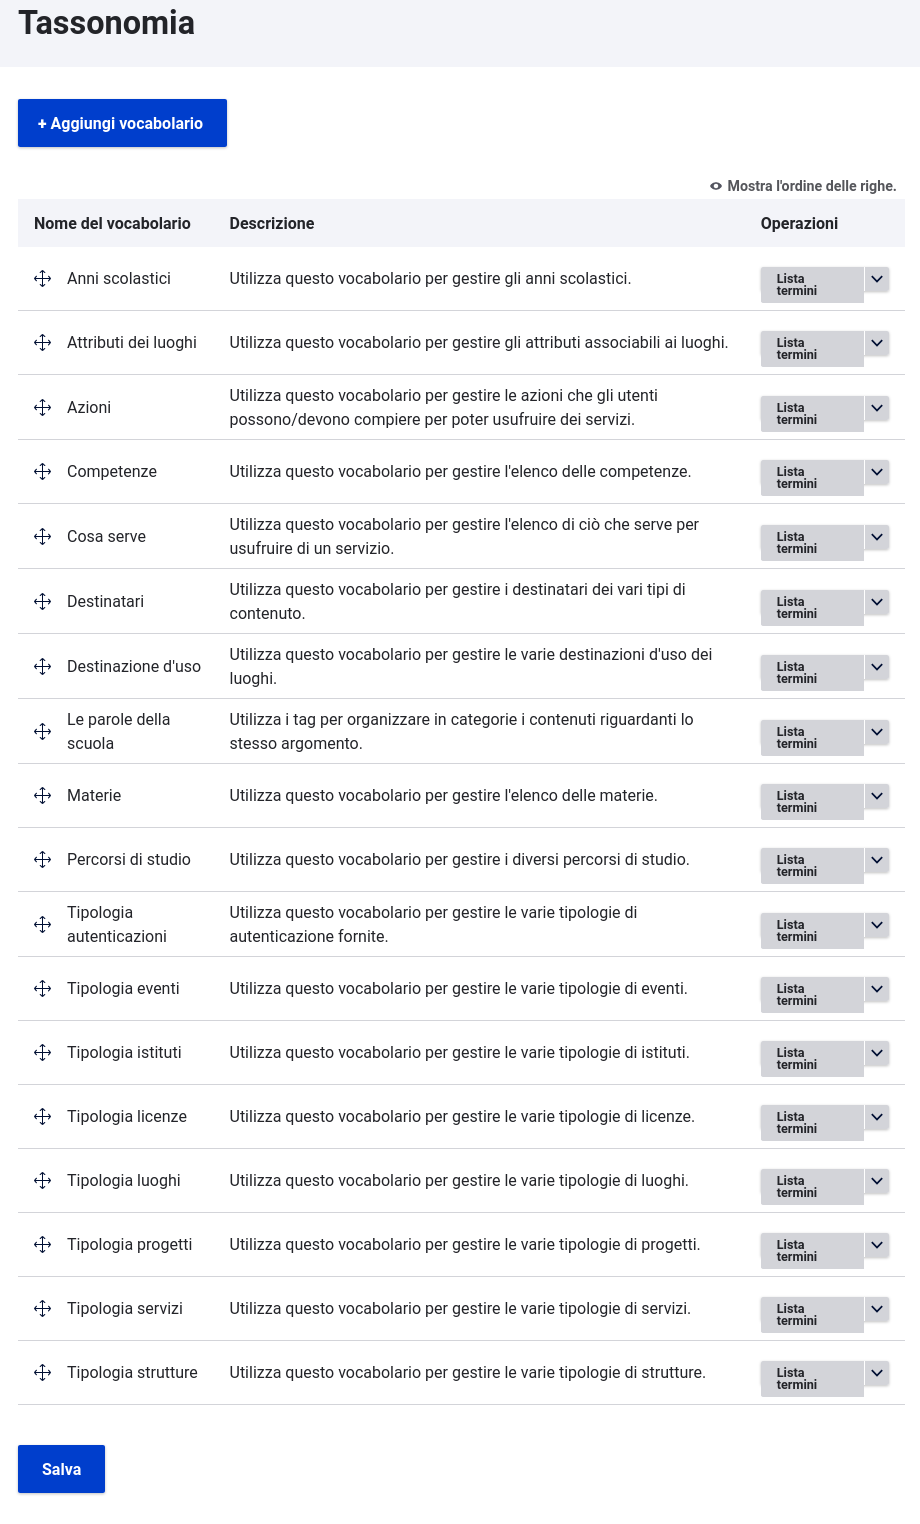 Tassonomia
+ Aggiungi vocabolario
Mostra l'ordine delle righe.
Nome del vocabolario Descrizione Operazioni
Anni scolastici Utilizza questo vocabolario per gestire gli anni scolastici. Lista
termini
Attributi dei luoghi Utilizza questo vocabolario per gestire gli attributi associabili ai luoghi. Lista
termini
Azioni
Utilizza questo vocabolario per gestire le azioni che gli utenti
possono/devono compiere per poter usufruire dei servizi.
Lista
termini
Competenze Utilizza questo vocabolario per gestire l'elenco delle competenze. Lista
termini
Cosa serve
Utilizza questo vocabolario per gestire l'elenco di ciò che serve per
usufruire di un servizio.
Lista
termini
Destinatari
Utilizza questo vocabolario per gestire i destinatari dei vari tipi di
contenuto.
Lista
termini
Destinazione d'uso
Utilizza questo vocabolario per gestire le varie destinazioni d'uso dei
luoghi.
Lista
termini
Le parole della
scuola
Utilizza i tag per organizzare in categorie i contenuti riguardanti lo
stesso argomento.
Lista
termini
Materie Utilizza questo vocabolario per gestire l'elenco delle materie. Lista
termini
Percorsi di studio Utilizza questo vocabolario per gestire i diversi percorsi di studio. Lista
termini
Tipologia
autenticazioni
Utilizza questo vocabolario per gestire le varie tipologie di
autenticazione fornite.
Lista
termini
Tipologia eventi Utilizza questo vocabolario per gestire le varie tipologie di eventi. Lista
termini
Tipologia istituti Utilizza questo vocabolario per gestire le varie tipologie di istituti. Lista
termini
Tipologia licenze Utilizza questo vocabolario per gestire le varie tipologie di licenze. Lista
termini
Tipologia luoghi Utilizza questo vocabolario per gestire le varie tipologie di luoghi. Lista
termini
Tipologia progetti Utilizza questo vocabolario per gestire le varie tipologie di progetti. Lista
termini
Tipologia servizi Utilizza questo vocabolario per gestire le varie tipologie di servizi. Lista
termini
Tipologia strutture Utilizza questo vocabolario per gestire le varie tipologie di strutture. Lista
termini
Salva